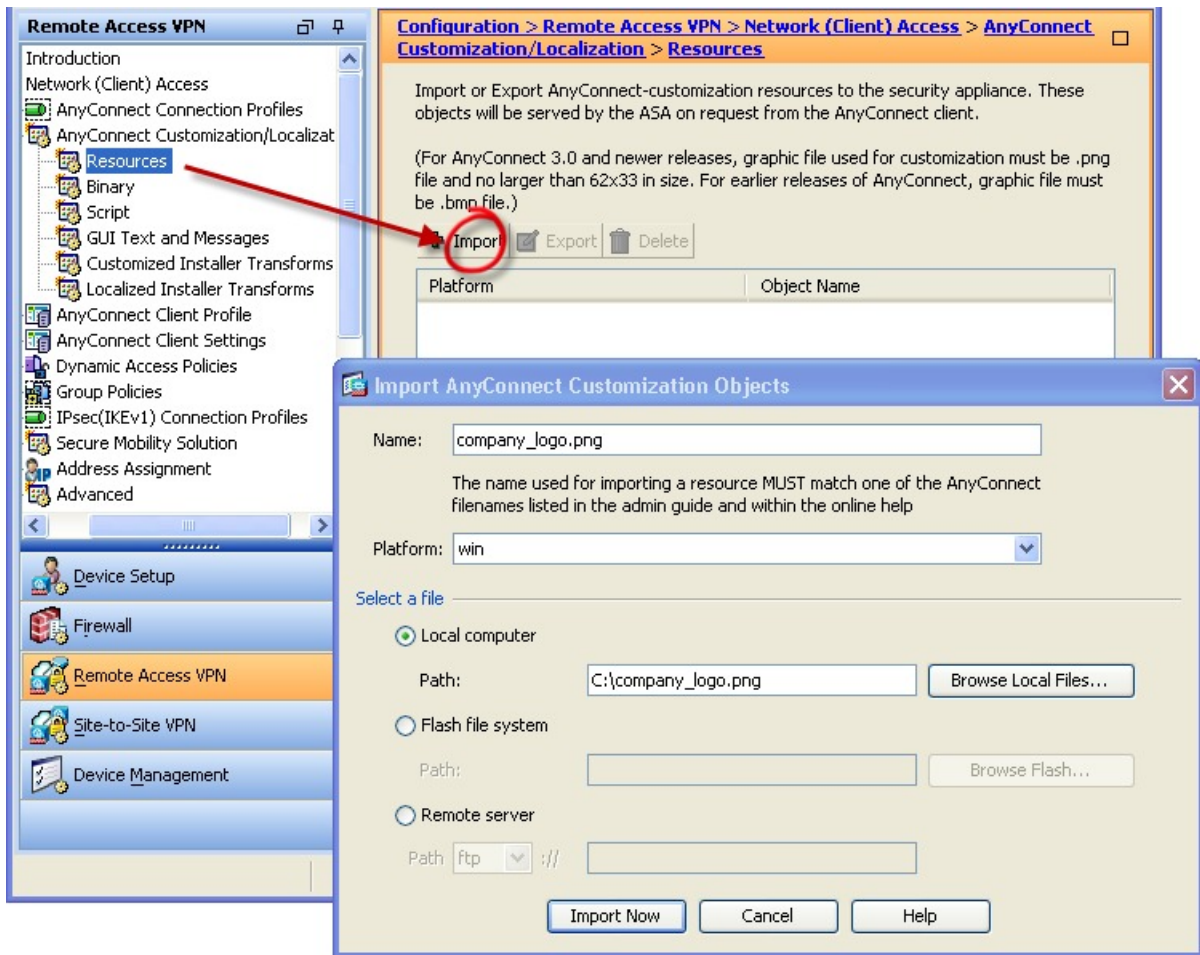 Remote Access VPN
Introduction
Network (Client) Access
AnyConnect Connection Profiles
AnyConnect Customization/Localizat
Resources
Binary
Script
GUI Text and Messages
Customized Installer Transforms
Localized Installer Transforms
AnyConnect Client Profile
AnyConnect Client Settings
Dynamic Access Policies
Group Policies
IPsec(IKEv1) Connection Profiles
Secure Mobility Solution
Address Assignment
Advanced
Device Setup
Firewall
Remote Access VPN
Site-to-Site VPN
Device Management
Configuration > Remote Access VPN > Network (Client) Access > AnyConnect
Customization/Localization > Resources
Import or Export AnyConnect-customization resources to the security appliance. These
objects will be served by the ASA on request from the AnyConnect client.
(For AnyConnect 3.0 and newer releases, graphic file used for customization must be .png
file and no larger than 62x33 in size. For earlier releases of AnyConnect, graphic file must
be .bmp file.)
Import Export Delete
Platform Object Name
Import AnyConnect Customization Objects
Name: company_logo.png
The name used for importing a resource MUST match one of the AnyConnect
filenames listed in the admin guide and within the online help
Platform: win
Select a file
Local computer
Path: C:\company_logo.png Browse Local Files...
Flash file system
Path: Browse Flash...
Remote server
Path ftp ://
Import Now Cancel Help